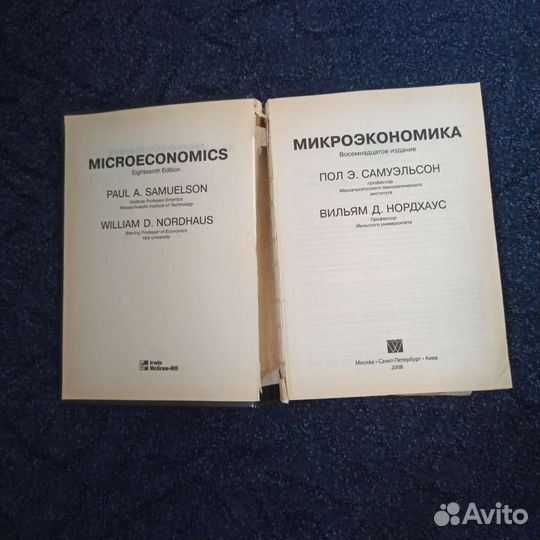 MICROECONOMICS
Eighteenth Edition
PAUL A. SAMUELSON
Institute Professor Emeritus
Massachusetts Institute of Technology
WILLIAM D. NORDHAUS
Sterling Professor of Economics
Yale University
Irwin
McGraw-Hill
МИКРОЭКОНОМИКА
Восемнадцатое издание
ПОЛ Э. САМУЭЛЬСОН
профессор
Массачусетского технологического
института
ВИЛЬЯМ Д. НОРДХАУС
Профессор
Йельского университета
Москва • Санкт-Петербург • Киев
2008
Avito